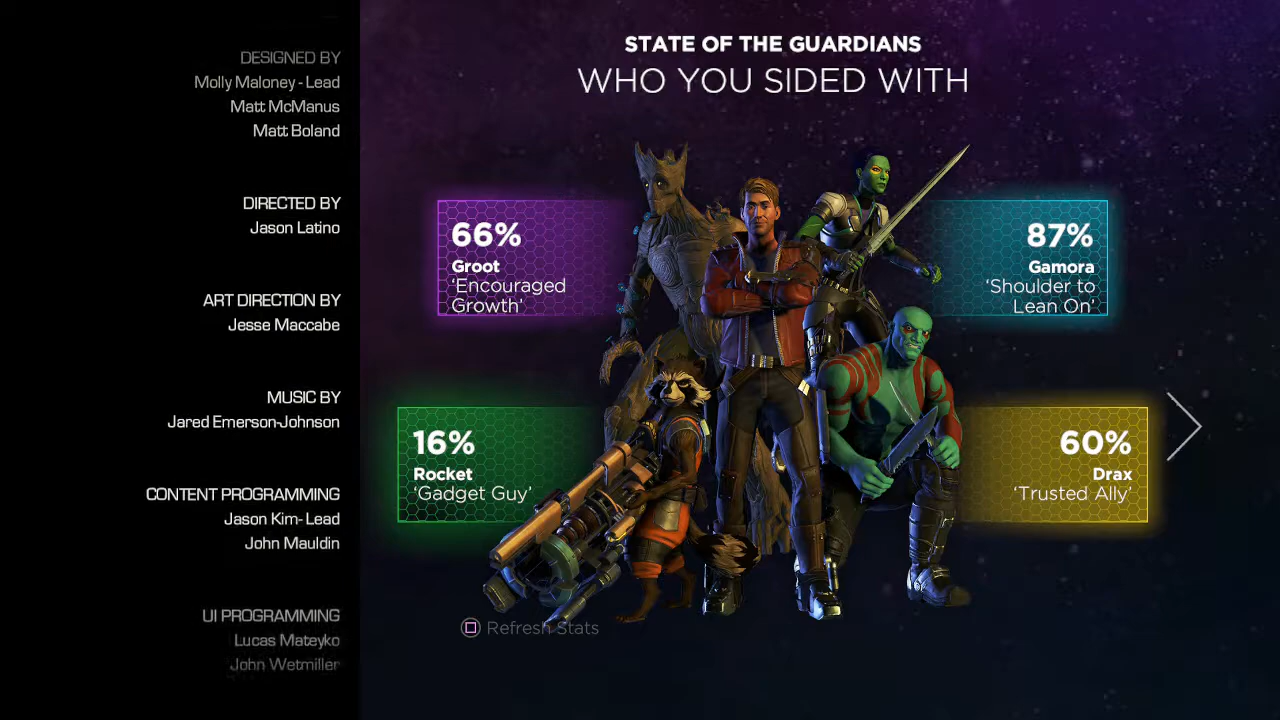 DESIGNED BY
Molly Maloney - Lead
Matt McManus
Matt Boland
DIRECTED BY
Jason Latino
ART DIRECTION BY
Jesse Maccabe
MUSIC BY
Jared Emerson-Johnson
CONTENT PROGRAMMING
Jason Kim- Lead
John Mauldin
UI PROGRAMMING
Lucas Mateyko
John Wetmiller
STATE OF THE GUARDIANS
WHO YOU SIDED WITH
66%
Groot
‘Encouraged
Growth’
87%
Gamora
‘Shoulder to
Lean On’
16%
Rocket
‘Gadget Guy’
60%
Drax
‘Trusted Ally’
Refresh Stats